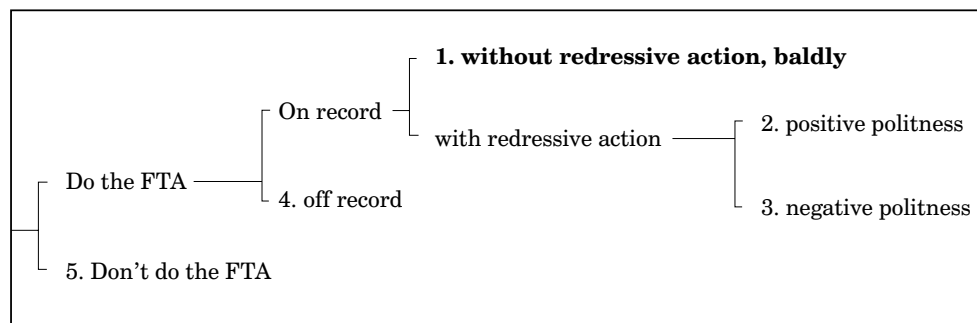 1. without redressive action, baldly
On record
with redressive action
2. positive politness
Do the FTA
4. off record
3. negative politness
5. Don't do the FTA